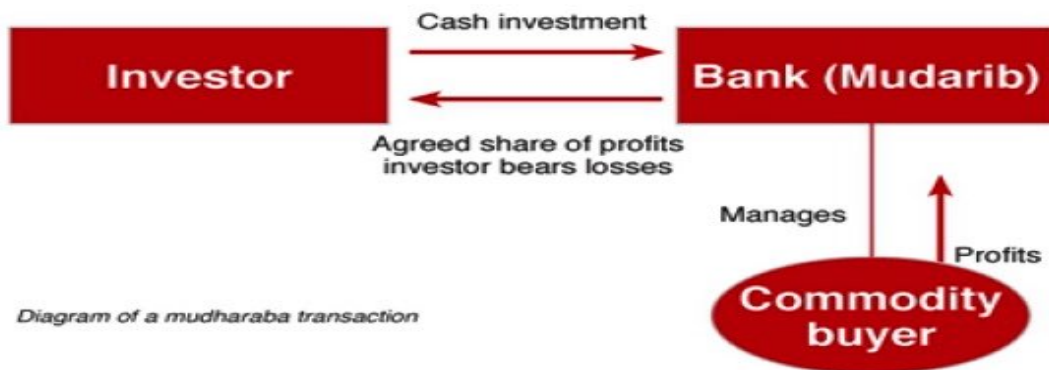 Cash investment
Investor
Bank (Mudarib)
Agreed share of profits
investor bears losses
Manages
Profits
Commodity
buyer
Diagram of a mudharaba transaction